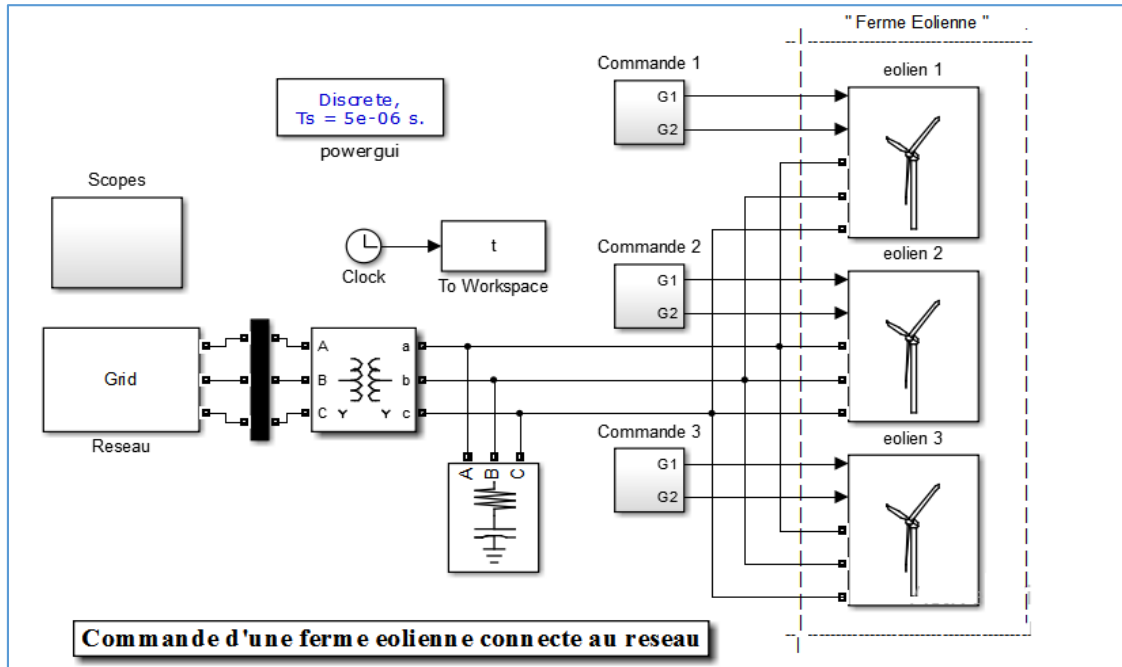 " Ferme Eolienne "
Commande 1
eolien 1
G1
G2
Discrete,
Ts = 5e-06 s.
powergui
Scopes
t
Clock
To Workspace
Commande 2
eolien 2
G1
G2
Grid
Reseau
A
B
C
Y
Y
a
b
c
A
B
C
Commande 3
eolien 3
G1
G2
Commande d'une ferme eolienne connecte au reseau